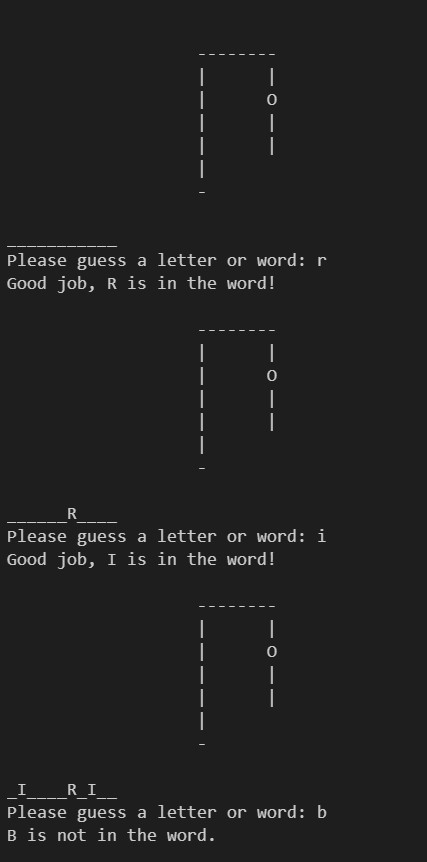 --------
                   |      |
                   |      O
                   |      |
                   |      |
                   |
                   -
___________
Please guess a letter or word: r
Good job, R is in the word!
                   --------
                   |      |
                   |      O
                   |      |
                   |      |
                   |
                   -
______R____
Please guess a letter or word: i
Good job, I is in the word!
                   --------
                   |      |
                   |      O
                   |      |
                   |      |
                   |
                   -
_I____R_I__
Please guess a letter or word: b
B is not in the word.